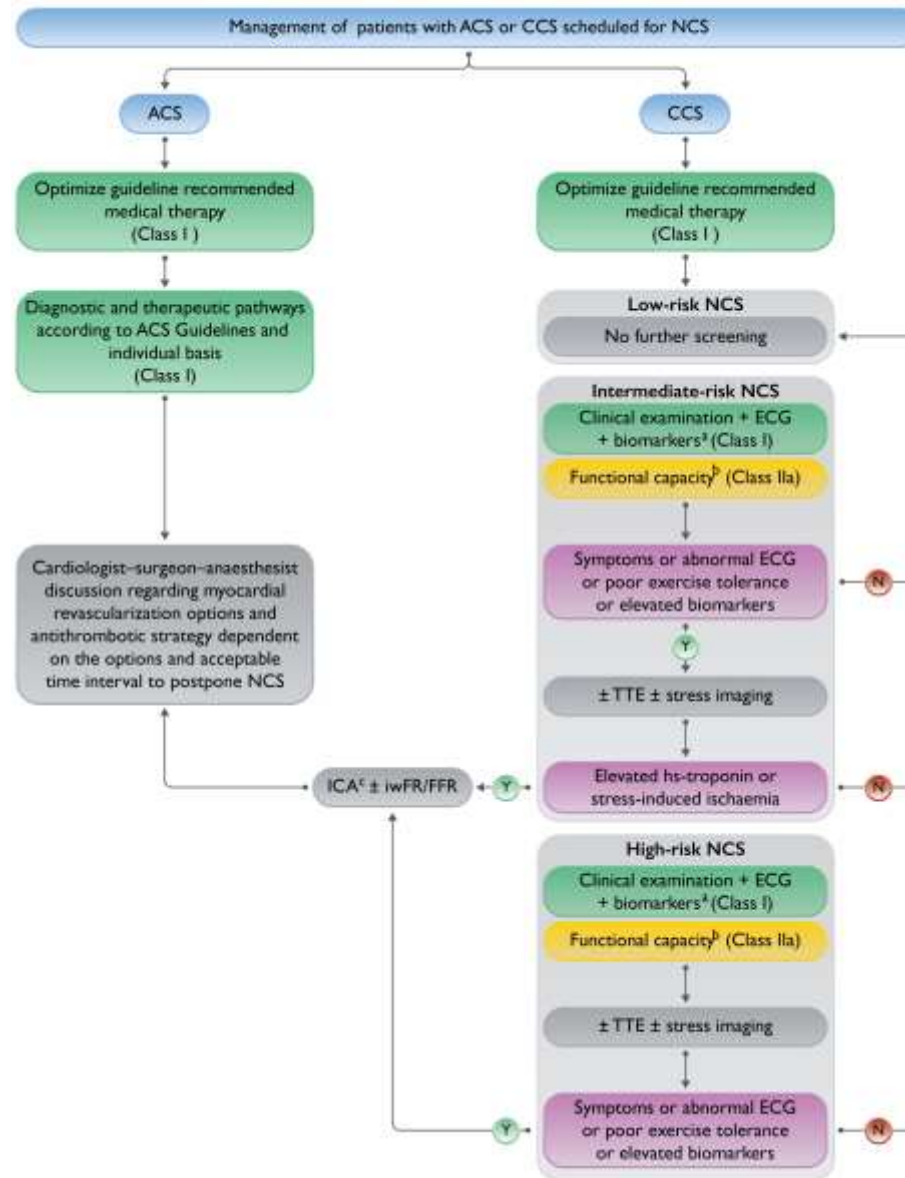 Management of patients with ACS or CCS scheduled for NCS
ACS
Optimize guideline recommended
medical therapy
(Class I )
Diagnostic and therapeutic pathways
according to ACS Guidelines and
individual basis
(Class I)
Cardiologist–surgeon–anaesthesist
discussion regarding myocardial
revascularization options and
antithrombotic strategy dependent
on the options and acceptable
time interval to postpone NCS
CCS
Optimize guideline recommended
medical therapy
(Class I )
Low-risk NCS
No further screening
Intermediate-risk NCS
Clinical examination + ECG
+ biomarkersᵃ (Class I)
Functional capacityᵇ (Class IIa)
Symptoms or abnormal ECG
or poor exercise tolerance
or elevated biomarkers
N
Y
± TTE ± stress imaging
Elevated hs-troponin or
stress-induced ischaemia
N
Y
ICAᶜ ± iwFR/FFR
High-risk NCS
Clinical examination + ECG
+ biomarkersᵃ (Class I)
Functional capacityᵇ (Class IIa)
± TTE ± stress imaging
Symptoms or abnormal ECG
or poor exercise tolerance
or elevated biomarkers
Y
N